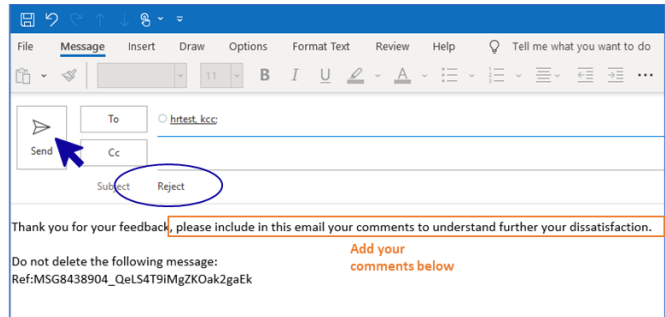 File Message Insert Draw Options Format Text Review Help Tell me what you want to do
11 B I U A
To hrtest, kcc;
Send
Cc
Subject Reject
Thank you for your feedback, please include in this email your comments to understand further your dissatisfaction.
Add your
comments below
Do not delete the following message:
Ref:MSG8438904_QeLS4T9iMgZKOak2gaEk